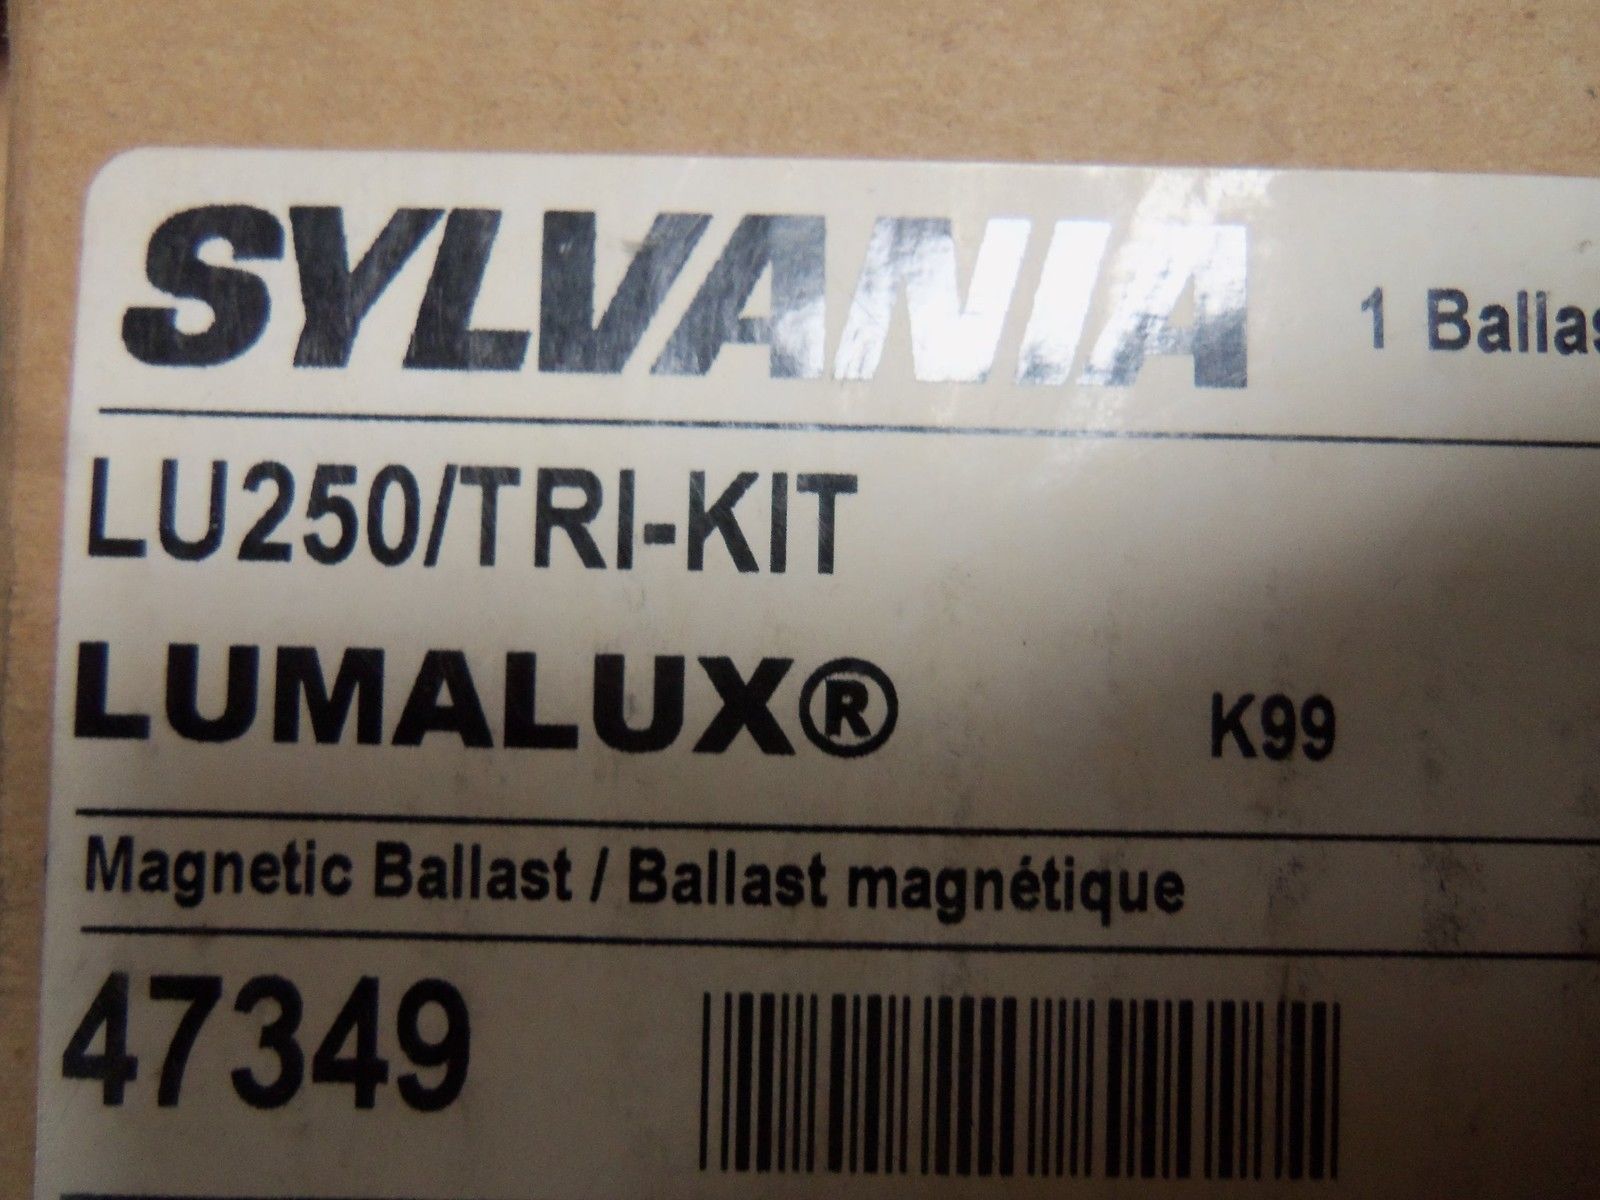 SYLVANIA 1 Ballas
LU250/TRI-KIT
LUMALUX® K99
Magnetic Ballast / Ballast magnétique
47349